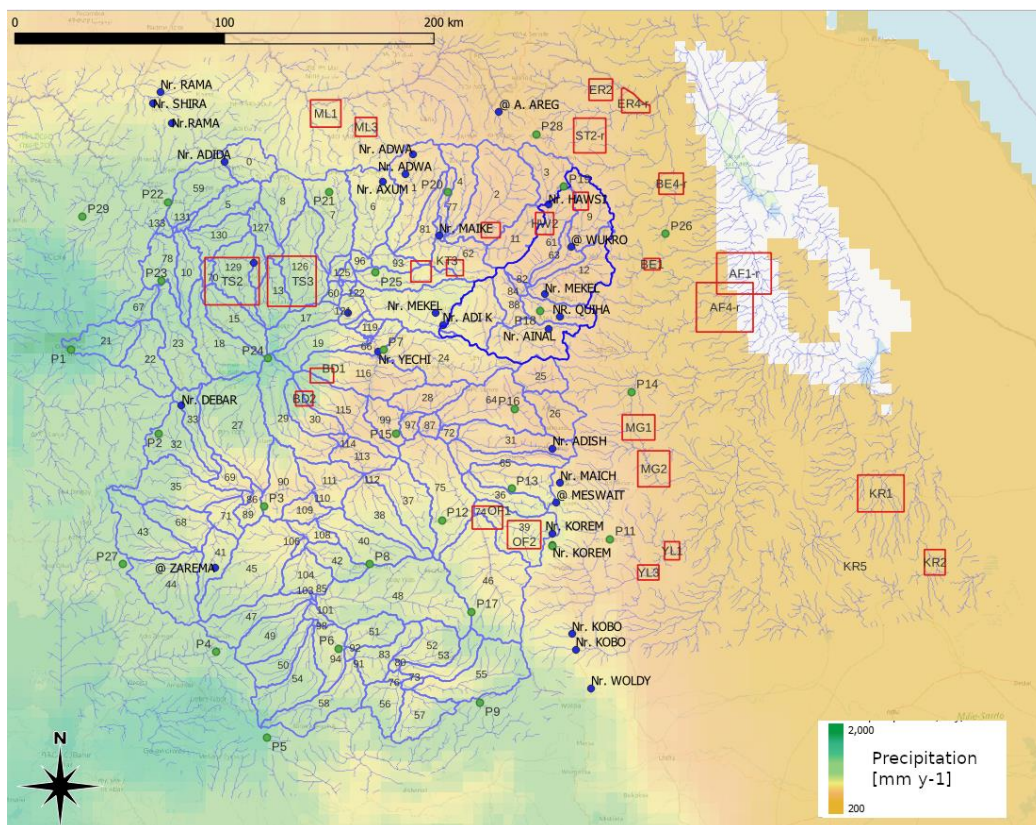 0 100 200 km
Nr. RAMA
Nr. SHIRA
Nr.RAMA
@ A. AREG
ER2
ER4-r
ML1
ML3
P28
ST2-r
Nr. ADIDA
0
Nr. ADWA
Nr. ADWA
Nr. AXUM
1
4
3
P22
59
5
8
P21
7
6
P20
77
2
P19
BE4-r
Nr. HAWSI
P29
133
131
130
127
81
Nr. MAIKE
11
HW2
9
@ WUKRO
P26
61
63
78
10
129
70
TS2
126
TS3
13
125
96
93
P25
62
KT3
12
BE1
AF1-r
P23
60
122
82
84
88
Nr. MEKEL
AF4-r
67
15
17
121
Nr. MEKEL
Nr. ADI K
P18
NR. QUIHA
Nr. AINAL
119
P1
21
22
23
18
P24
19
66
P7
Nr. YECHI
24
116
BD1
25
Nr. DEBAR
BD2
28
64
P16
26
P14
33
27
29
30
115
99
97
87
72
P2
32
P15
31
MG1
Nr. ADISH
114
113
65
MG2
35
69
90
111
112
75
P13
Nr. MAICH
KR1
86
P3
110
37
36
@ MESWAIT
89
109
71
68
38
P12
74
OF1
39
OF2
Nr. KOREM
43
106
108
40
P11
41
Nr. KOREM
YL1
P27
@ ZAREMA
45
P8
KR5
KR2
YL3
44
104
85
103
46
48
47
101
P17
98
49
51
Nr. KOBO
P4
P6
92
52
Nr. KOBO
94
91
83
53
80
50
54
73
55
76
Nr. WOLDY
58
56
P9
57
P5
2,000
Precipitation
[mm y-1]
200
N